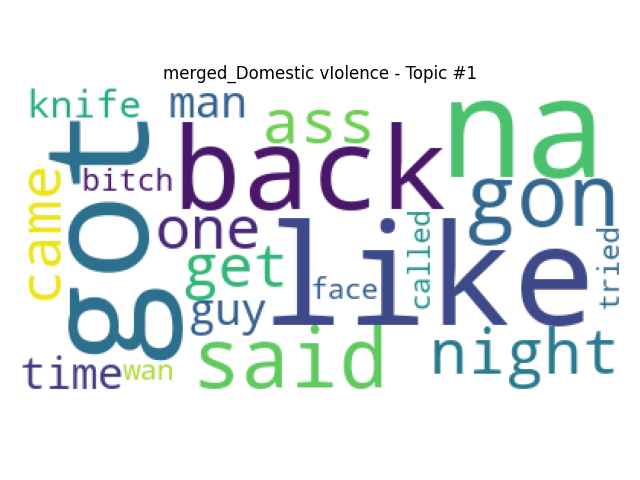 merged_Domestic vIolence - Topic #1
knife
man
ass
na
got
back
bitch
came
one
gon
like
get
called
tried
face
guy
said
night
time
wan